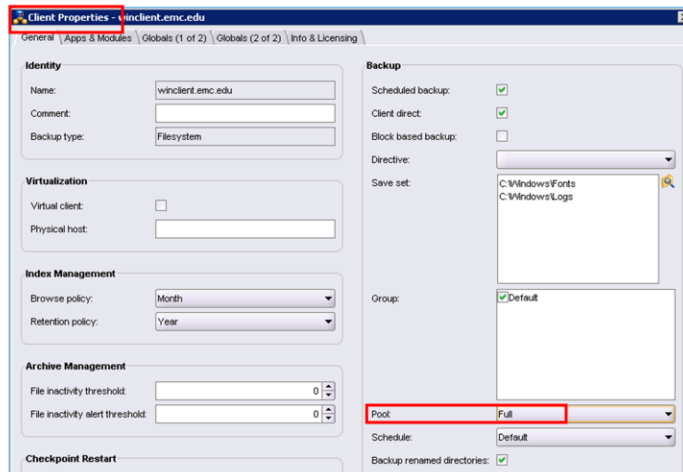 Client Properties - winclient.emc.edu
General Apps & Modules Globals (1 of 2) Globals (2 of 2) Info & Licensing
Identity
Name: winclient.emc.edu
Comment:
Backup type: Filesystem
Virtualization
Virtual client:
Physical host:
Index Management
Browse policy: Month
Retention policy: Year
Archive Management
File inactivity threshold: 0
File inactivity alert threshold: 0
Checkpoint Restart
Backup
Scheduled backup:
Client direct:
Block based backup:
Directive:
Save set: C:\Windows\Fonts
C:\Windows\Logs
Group: Default
Pool: Full
Schedule: Default
Backup renamed directories: